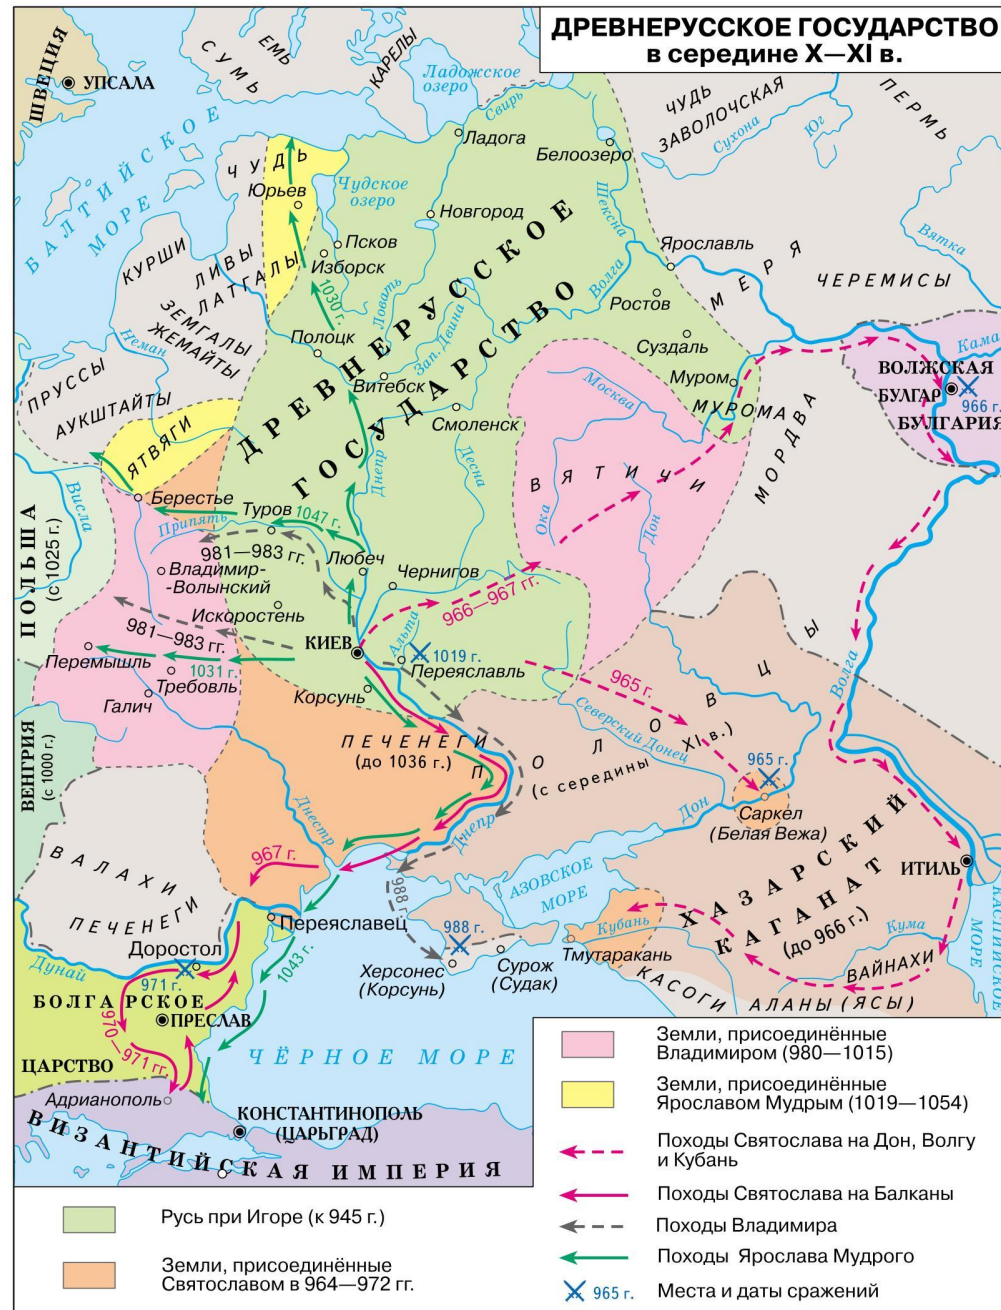 ДРЕВНЕРУССКОЕ ГОСУДАРСТВО
в середине X—XI в.
ШВЕЦИЯ
УПСАЛА
СУМЬ
ЕМЬ
КАРЕЛЫ
Ладожское
озеро
Свирь
ЧУДЬ
ЗАВОЛОЧСКАЯ
Сухона
Юг
ПЕРМЬ
Ладога
Белоозеро
БАЛТИЙСКОЕ
МОРЕ
ЧУДЬ
Юрьев
Чудское
озеро
Новгород
Шексна
Вятка
Псков
Изборск
Ярославль
КУРШИ
ЛИВЫ
ЛАТГАЛЫ
ЗЕМГАЛЫ
ЖЕМАЙТЫ
1030 г.
Ловать
Волга
Ростов
МЕРЯ
ЧЕРЕМИСЫ
ДРЕВНЕРУССКОЕ
ГОСУДАРСТВО
Неман
Полоцк
Зап. Двина
Суздаль
Кама
ПРУССЫ
АУКШТАЙТЫ
Витебск
Москва
Муром
МУРОМА
ВОЛЖСКАЯ
БУЛГАР
966 г.
БУЛГАРИЯ
ЯТВЯГИ
Смоленск
МОРДВА
Днепр
Десна
ВЯТИЧИ
Ока
Дон
Висла
ПОЛЬША
(с 1025 г.)
Берестье
Туров
1047 г.
Припять
981—983 гг.
Любеч
Владимир-
-Волынский
Чернигов
966—967 гг.
Искоростень
981—983 гг.
КИЕВ
Альта
1019 г.
Переяславль
Перемышль
1031 г.
Требовль
Галич
Корсунь
965 г.
Волга
ПОЛОВЦЫ
(с середины
XI в.)
Северский Донец
ПЕЧЕНЕГИ
(до 1036 г.)
965 г.
ВЕНГРИЯ
(с 1000 г.)
Днестр
Днепр
Дон
Саркел
(Белая Вежа)
967 г.
ВАЛАХИ
ПЕЧЕНЕГИ
988 г.
АЗОВСКОЕ
МОРЕ
ХАЗАРСКИЙ
КАГАНАТ
(до 966 г.)
ИТИЛЬ
КАСПИЙСКОЕ
МОРЕ
Переяславец
Доростол
Дунай
971 г.
1043 г.
988 г.
Херсонес
(Корсунь)
Сурож
(Судак)
Кубань
Тмутаракань
Кума
ВАЙНАХИ
КАСОГИ
АЛАНЫ (ЯСЫ)
БОЛГАРСКОЕ
ПРЕСЛАВ
970—971 гг.
ЦАРСТВО
ЧЁРНОЕ МОРЕ
Адрианополь
КОНСТАНТИНОПОЛЬ
(ЦАРЬГРАД)
ВИЗАНТИЙСКАЯ ИМПЕРИЯ
Русь при Игоре (к 945 г.)
Земли, присоединённые
Святославом в 964—972 гг.
Земли, присоединённые
Владимиром (980—1015)
Земли, присоединённые
Ярославом Мудрым (1019—1054)
Походы Святослава на Дон, Волгу
и Кубань
Походы Святослава на Балканы
Походы Владимира
Походы Ярослава Мудрого
965 г.
Места и даты сражений